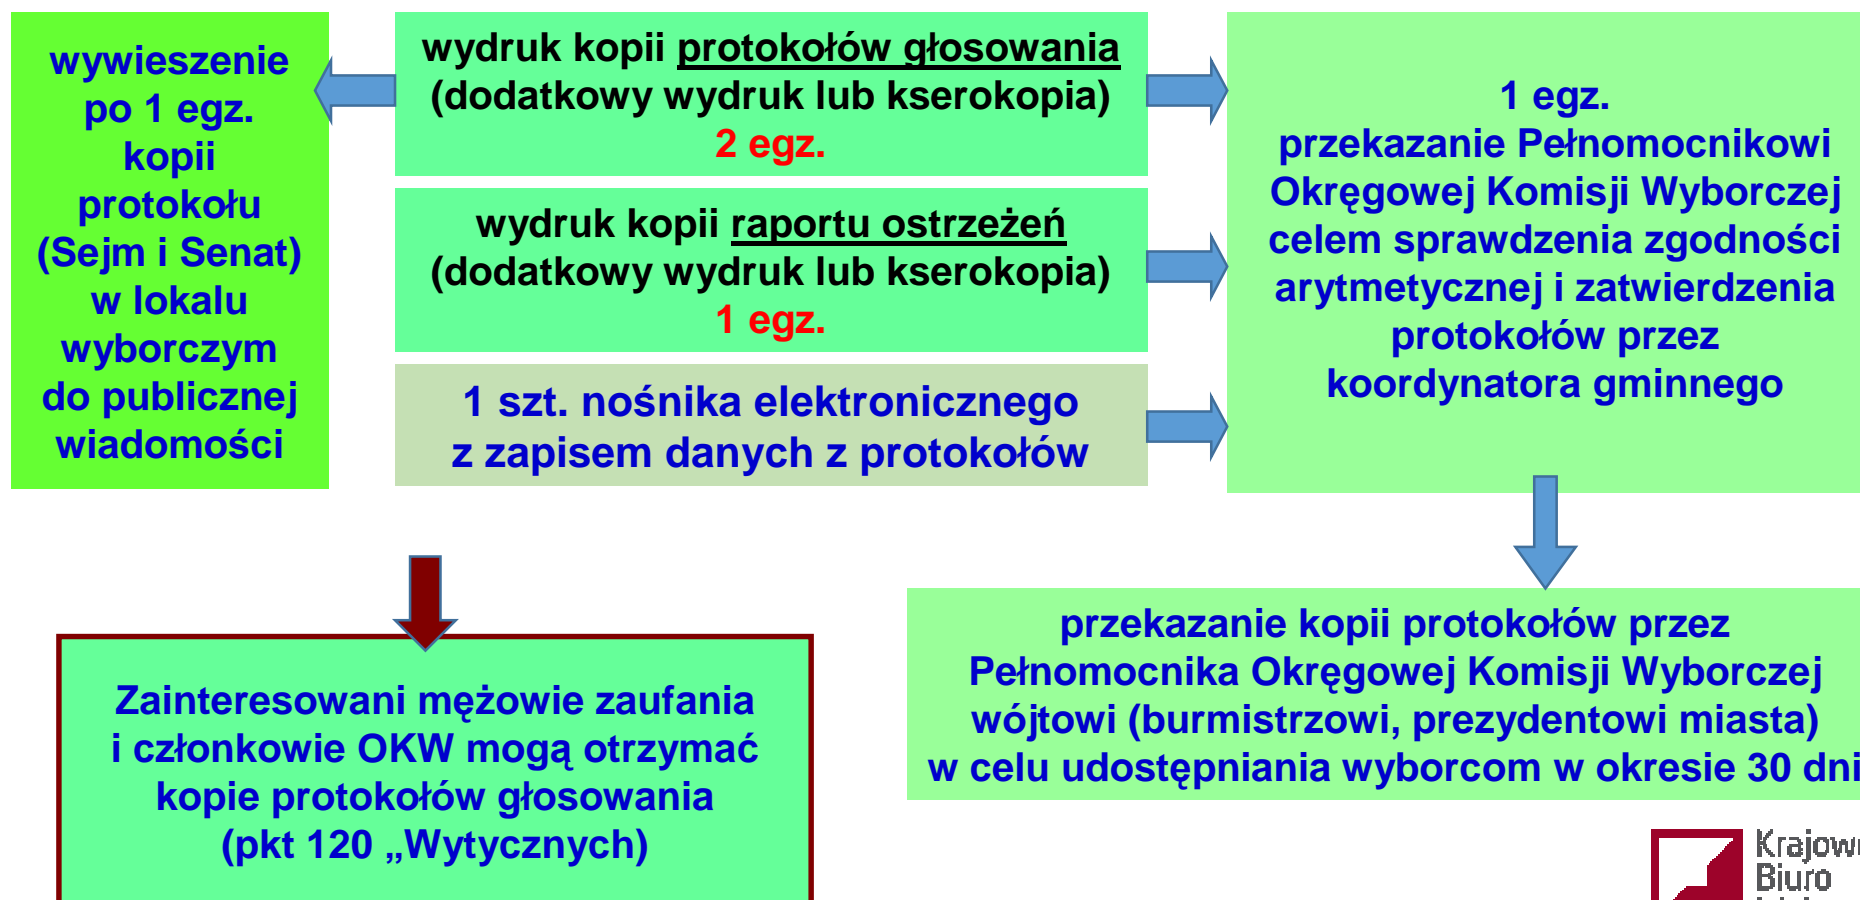 wywieszenie
po 1 egz.
kopii
protokołu
(Sejm i Senat)
w lokalu
wyborczym
do publicznej
wiadomości
wydruk kopii protokołów głosowania
(dodatkowy wydruk lub kserokopia)
2 egz.
wydruk kopii raportu ostrzeżeń
(dodatkowy wydruk lub kserokopia)
1 egz.
1 szt. nośnika elektronicznego
z zapisem danych z protokołów
1 egz.
przekazanie Pełnomocnikowi
Okręgowej Komisji Wyborczej
celem sprawdzenia zgodności
arytmetycznej i zatwierdzenia
protokołów przez
koordynatora gminnego
Zainteresowani mężowie zaufania
i członkowie OKW mogą otrzymać
kopie protokołów głosowania
(pkt 120 „Wytycznych)
przekazanie kopii protokołów przez
Pełnomocnika Okręgowej Komisji Wyborczej
wójtowi (burmistrzowi, prezydentowi miasta)
w celu udostępniania wyborcom w okresie 30 dni
Krajow
Biuro